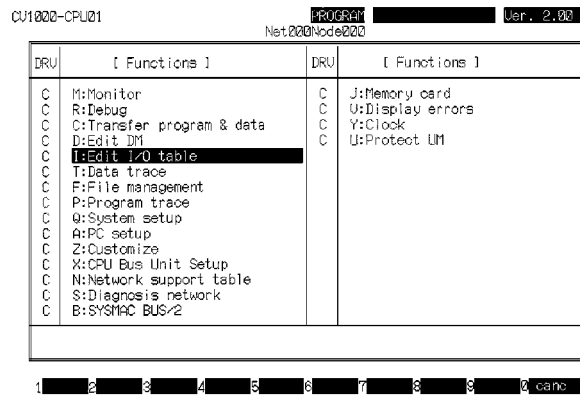 CV1000-CPU01 PROGRAM Ver. 2.00
Net000Node000
DRV [ Functions ] DRV [ Functions ]
C M:Monitor C J:Memory card
C R:Debug C V:Display errors
C C:Transfer program & data C Y:Clock
C D:Edit DM C U:Protect UM
C I:Edit I/O table
C T:Data trace
C F:File management
C P:Program trace
C Q:System setup
C A:PC setup
C Z:Customize
C X:CPU Bus Unit Setup
C N:Network support table
C S:Diagnosis network
C B:SYSMAC BUS/2
1 2 3 4 5 6 7 8 9 0 canc